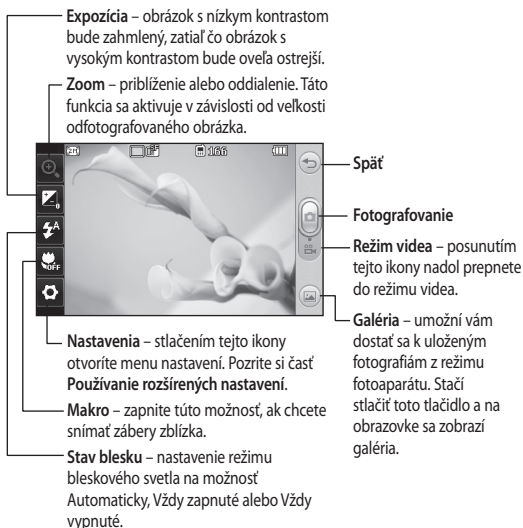 Expozícia – obrázok s nízkym kontrastom
bude zahmlený, zatiaľ čo obrázok s
vysokým kontrastom bude oveľa ostrejší.
Zoom – priblíženie alebo oddialenie. Táto
funkcia sa aktivuje v závislosti od veľkosti
odfotografovaného obrázka.
2M
SF
166
A
0
OFF
Späť
Fotografovanie
Režim videa – posunutím
tejto ikony nadol prepnete
do režimu videa.
Galéria – umožní vám
dostať sa k uloženým
fotografiám z režimu
fotoaparátu. Stačí
stlačiť toto tlačidlo a na
obrazovke sa zobrazí
galéria.
Nastavenia – stlačením tejto ikony
otvoríte menu nastavení. Pozrite si časť
Používanie rozšírených nastavení.
Makro – zapnite túto možnosť, ak chcete
snímať zábery zblízka.
Stav blesku – nastavenie režimu
bleskového svetla na možnosť
Automaticky, Vždy zapnuté alebo Vždy
vypnuté.